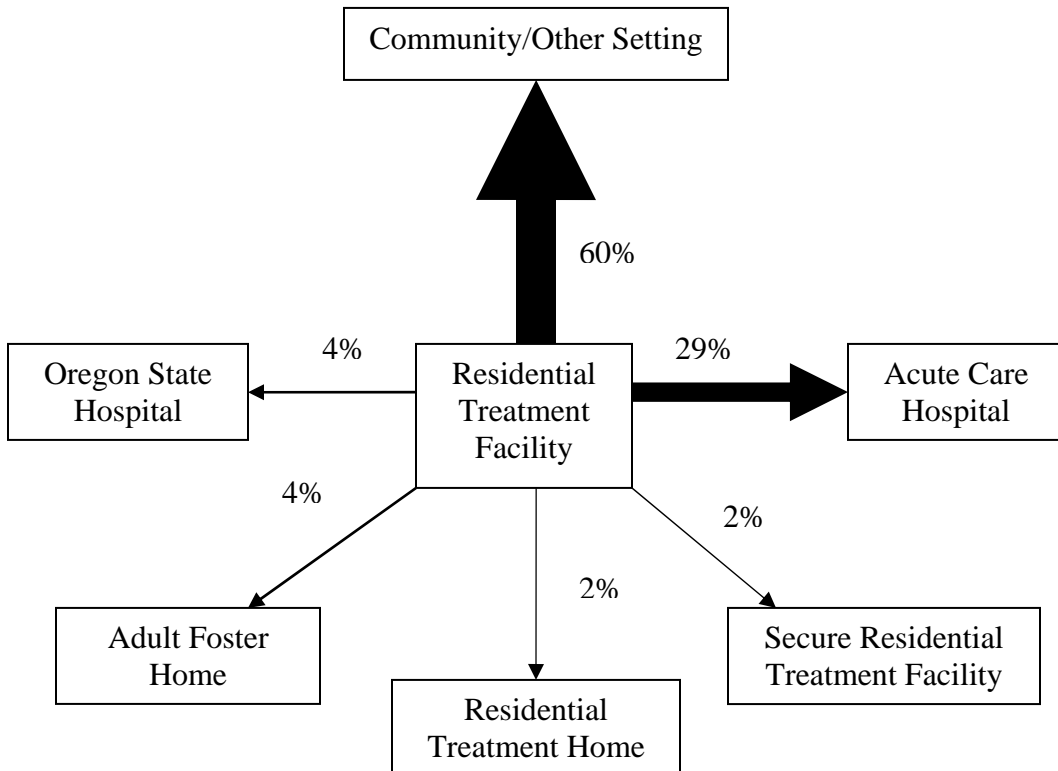 Community/Other Setting
60%
4%
29%
Oregon State
Hospital
Residential
Treatment
Facility
Acute Care
Hospital
4%
2%
2%
Adult Foster
Home
Secure Residential
Treatment Facility
Residential
Treatment Home